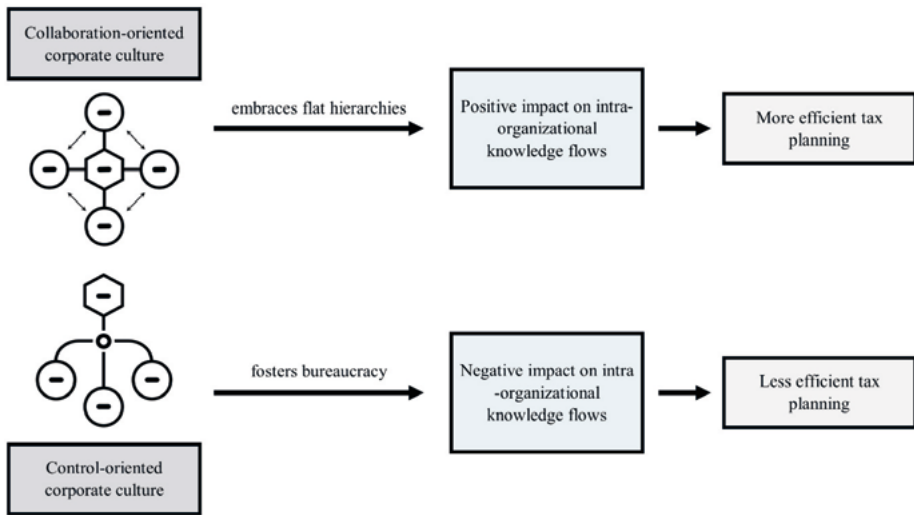 Collaboration-oriented
corporate culture
embraces flat hierarchies
Positive impact on intra-
organizational
knowledge flows
More efficient tax
planning
fosters bureaucracy
Negative impact on intra
-organizational
knowledge flows
Less efficient tax
planning
Control-oriented
corporate culture